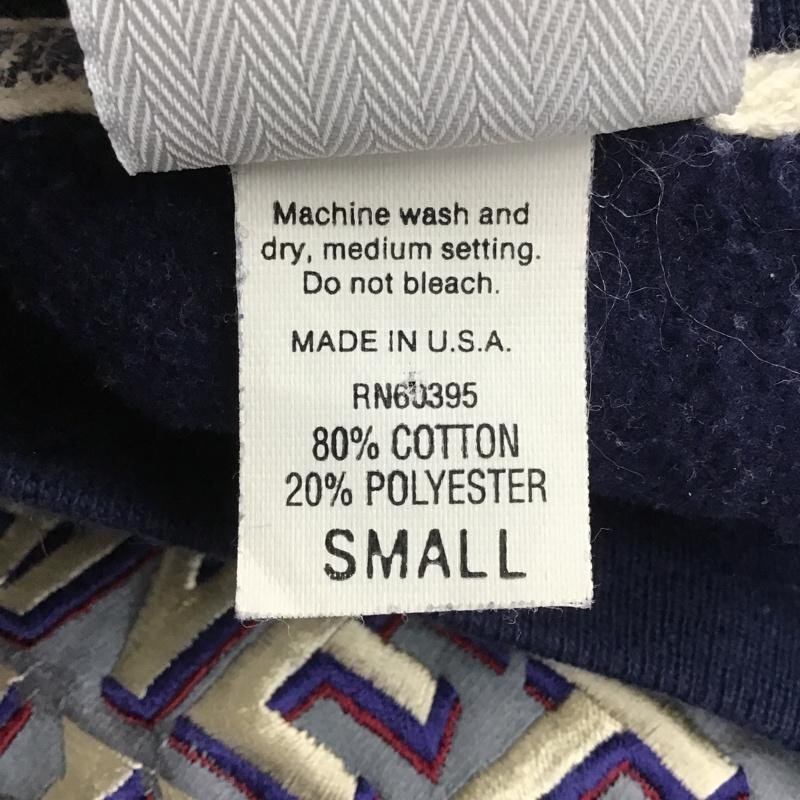 Machine wash and
dry, medium setting.
Do not bleach.
MADE IN U.S.A.
RN60395
80% COTTON
20% POLYESTER
SMALL